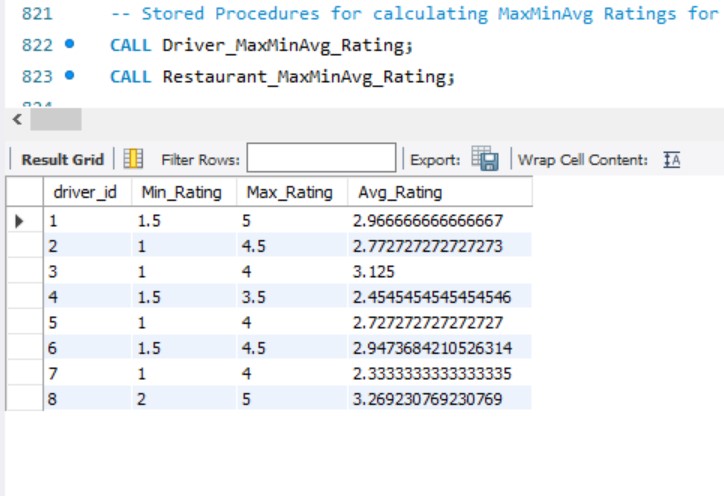 821 -- Stored Procedures for calculating MaxMinAvg Ratings for
822 CALL Driver_MaxMinAvg_Rating;
823 CALL Restaurant_MaxMinAvg_Rating;
Result Grid Filter Rows: Export: Wrap Cell Content: IA
driver_id Min_Rating Max_Rating Avg_Rating
1 1.5 5 2.966666666666667
2 1 4.5 2.772727272727273
3 1 4 3.125
4 1.5 3.5 2.4545454545454546
5 1 4 2.727272727272727
6 1.5 4.5 2.9473684210526314
7 1 4 2.3333333333333335
8 2 5 3.269230769230769